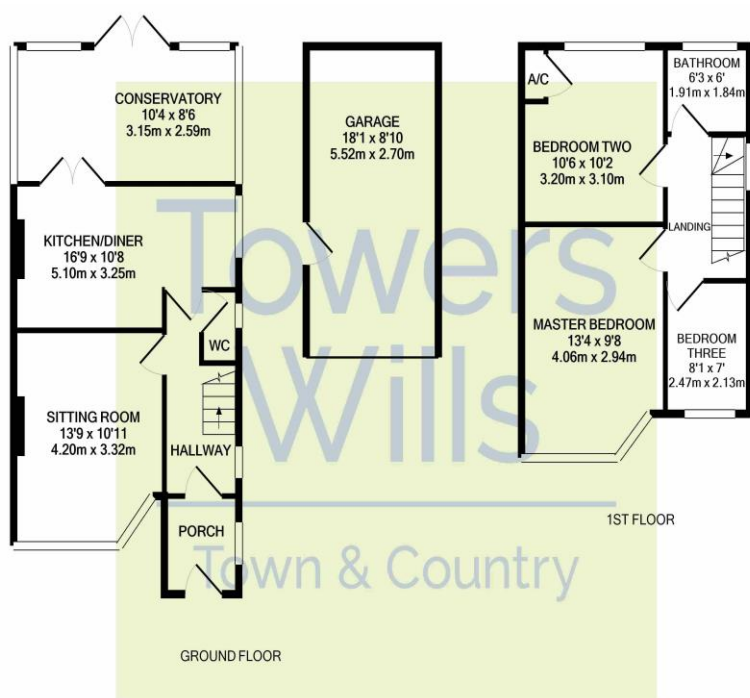 CONSERVATORY
10'4 x 8'6
3.15m x 2.59m
KITCHEN/DINER
16'9 x 10'8
5.10m x 3.25m
WC
SITTING ROOM
13'9 x 10'11
4.20m x 3.32m
HALLWAY
PORCH
GROUND FLOOR
GARAGE
18'1 x 8'10
5.52m x 2.70m
A/C
BATHROOM
6'3 x 6'
1.91m x 1.84m
BEDROOM TWO
10'6 x 10'2
3.20m x 3.10m
LANDING
MASTER BEDROOM
13'4 x 9'8
4.06m x 2.94m
BEDROOM
THREE
8'1 x 7'
2.47m x 2.13m
1ST FLOOR
Towers
Wills
Town & Country